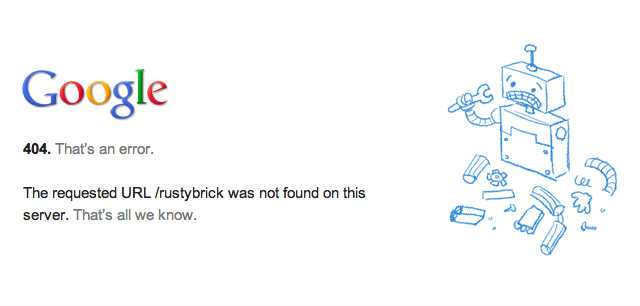 Google
404. That's an error.
The requested URL /rustybrick was not found on this
server. That's all we know.